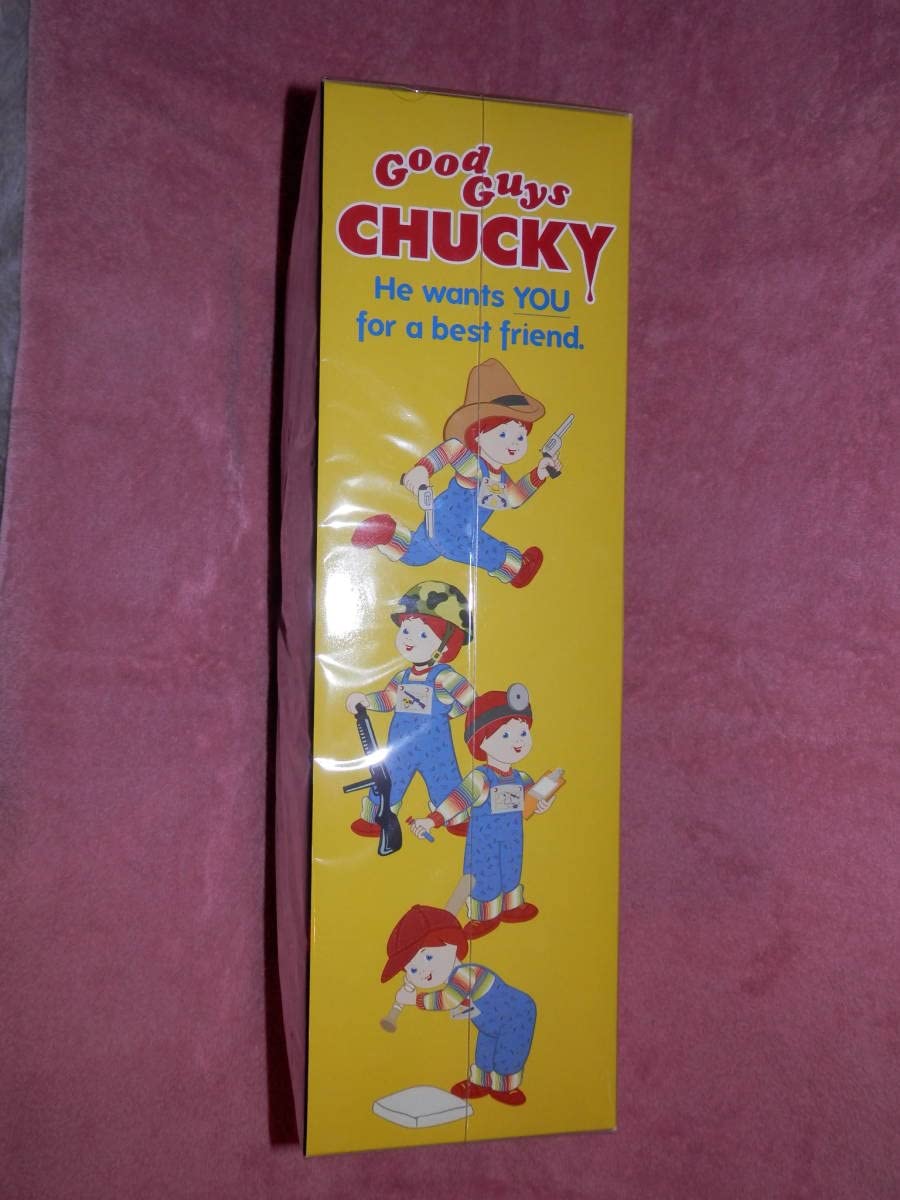 Good
Guys
CHUCKY
He wants YOU
for a best friend.